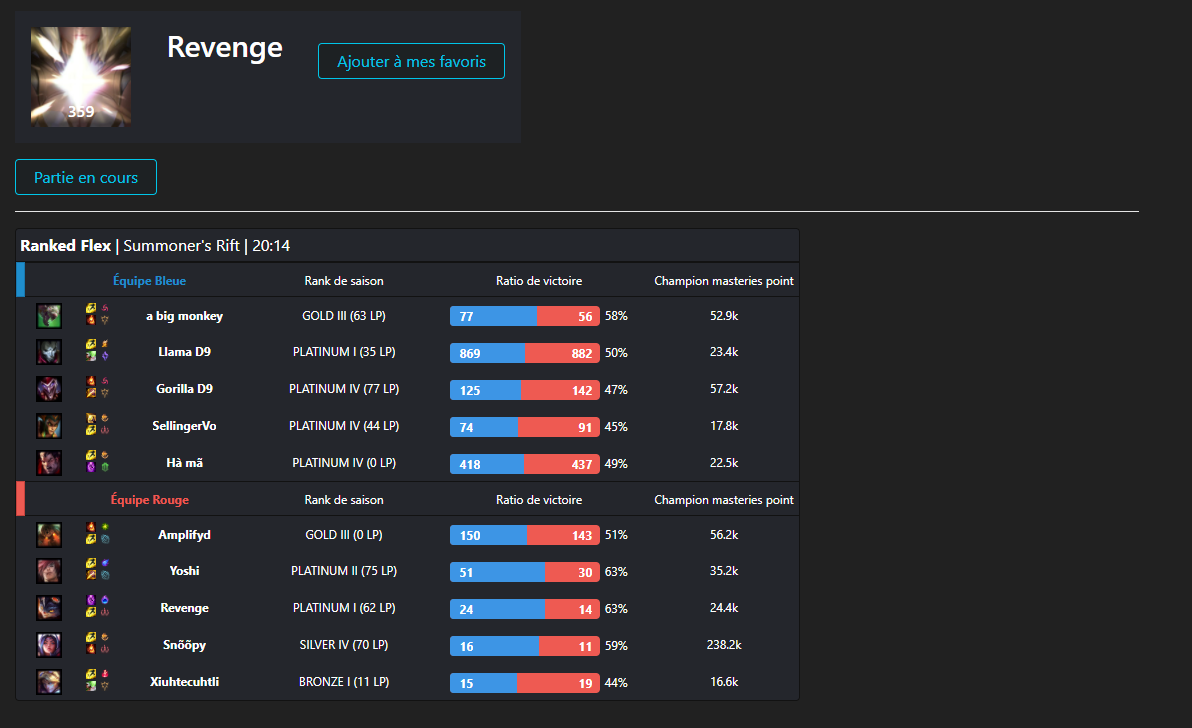 Revenge
Ajouter à mes favoris
359
Partie en cours
Ranked Flex | Summoner's Rift | 20:14
Équipe Bleue Rank de saison Ratio de victoire Champion masteries point
a big monkey GOLD III (63 LP) 77 56 58% 52.9k
Llama D9 PLATINUM I (35 LP) 869 882 50% 23.4k
Gorilla D9 PLATINUM IV (77 LP) 125 142 47% 57.2k
SellingerVo PLATINUM IV (44 LP) 74 91 45% 17.8k
Hà mã PLATINUM IV (0 LP) 418 437 49% 22.5k
Équipe Rouge Rank de saison Ratio de victoire Champion masteries point
Amplifyd GOLD III (0 LP) 150 143 51% 56.2k
Yoshi PLATINUM II (75 LP) 51 30 63% 35.2k
Revenge PLATINUM I (62 LP) 24 14 63% 24.4k
Snõõpy SILVER IV (70 LP) 16 11 59% 238.2k
Xiuhtecuhtli BRONZE I (11 LP) 15 19 44% 16.6k